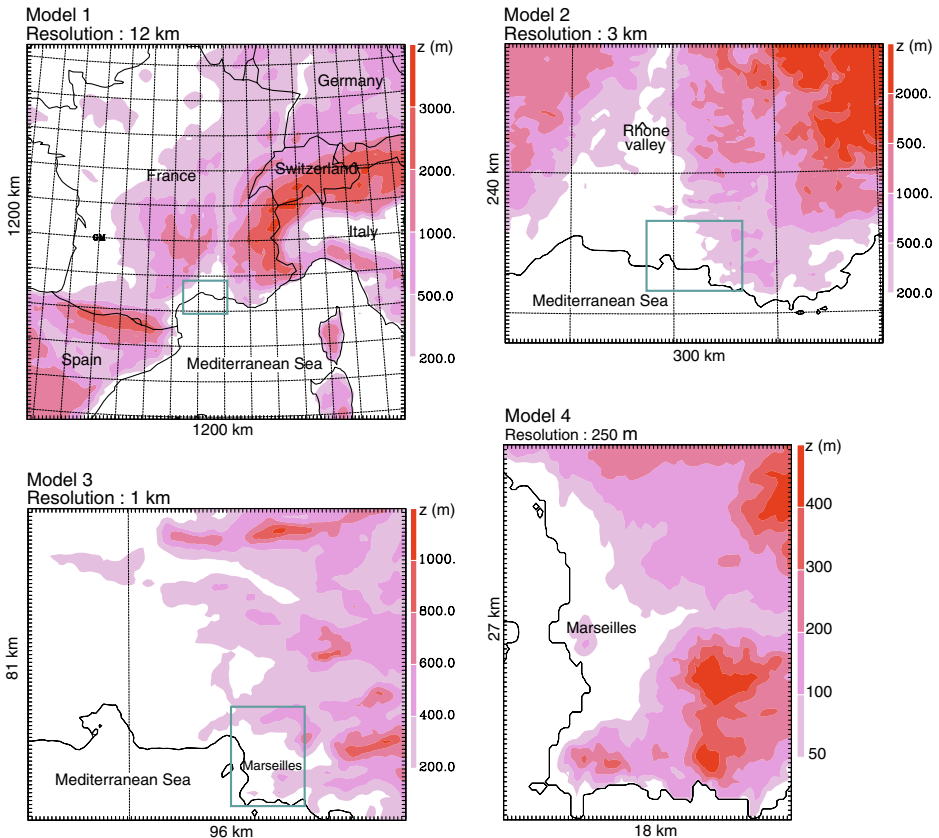 Model 1
Resolution : 12 km
z (m)
Germany
3000.
2000.
Switzerland
France
1200 km
Italy
1000.
500.0
Spain
Mediterranean Sea
200.0
1200 km
Model 2
Resolution : 3 km
z (m)
2000.
Rhone
valley
500.
240 km
1000.
500.0
Mediterranean Sea
200.0
300 km
Model 3
Resolution : 1 km
z (m)
1000.
800.0
81 km
600.0
400.0
Marseilles
200.0
Mediterranean Sea
96 km
Model 4
Resolution : 250 m
z (m)
400
300
27 km
Marseilles
200
100
50
18 km